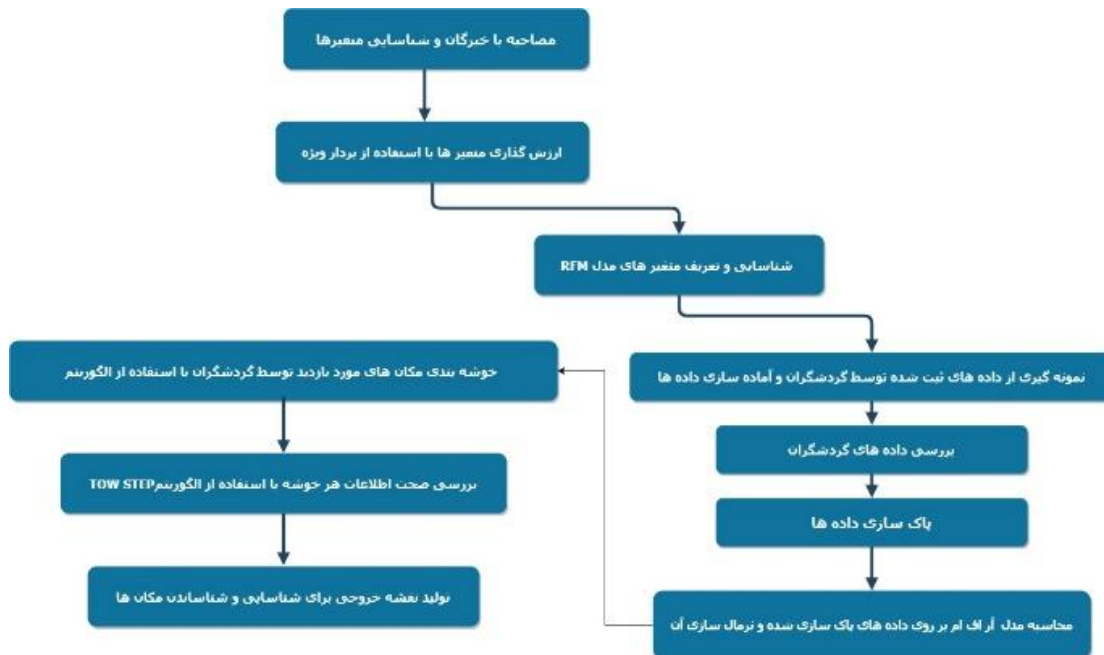 مصاحبه با خبرگان و شناسایی متغیرها
ارزش گذاری متغیر ها با استفاده از بردار ویژه
شناسایی و تعریف متغیر های مدل RFM
نمونه گیری از داده های ثبت شده توسط گردشگران و آماده سازی داده ها
بررسی داده های گردشگران
پاک سازی داده ها
محاسبه مدل آر اف ام بر روی داده های پاک سازی شده و نرمال سازی آن
خوشه بندی مکان های مورد بازدید توسط گردشگران با استفاده از الگوریتم
بررسی صحت اطلاعات هر خوشه با استفاده از الگوریتمTOW STEP
تولید نقشه خروجی برای شناسایی و شناساندن مکان ها